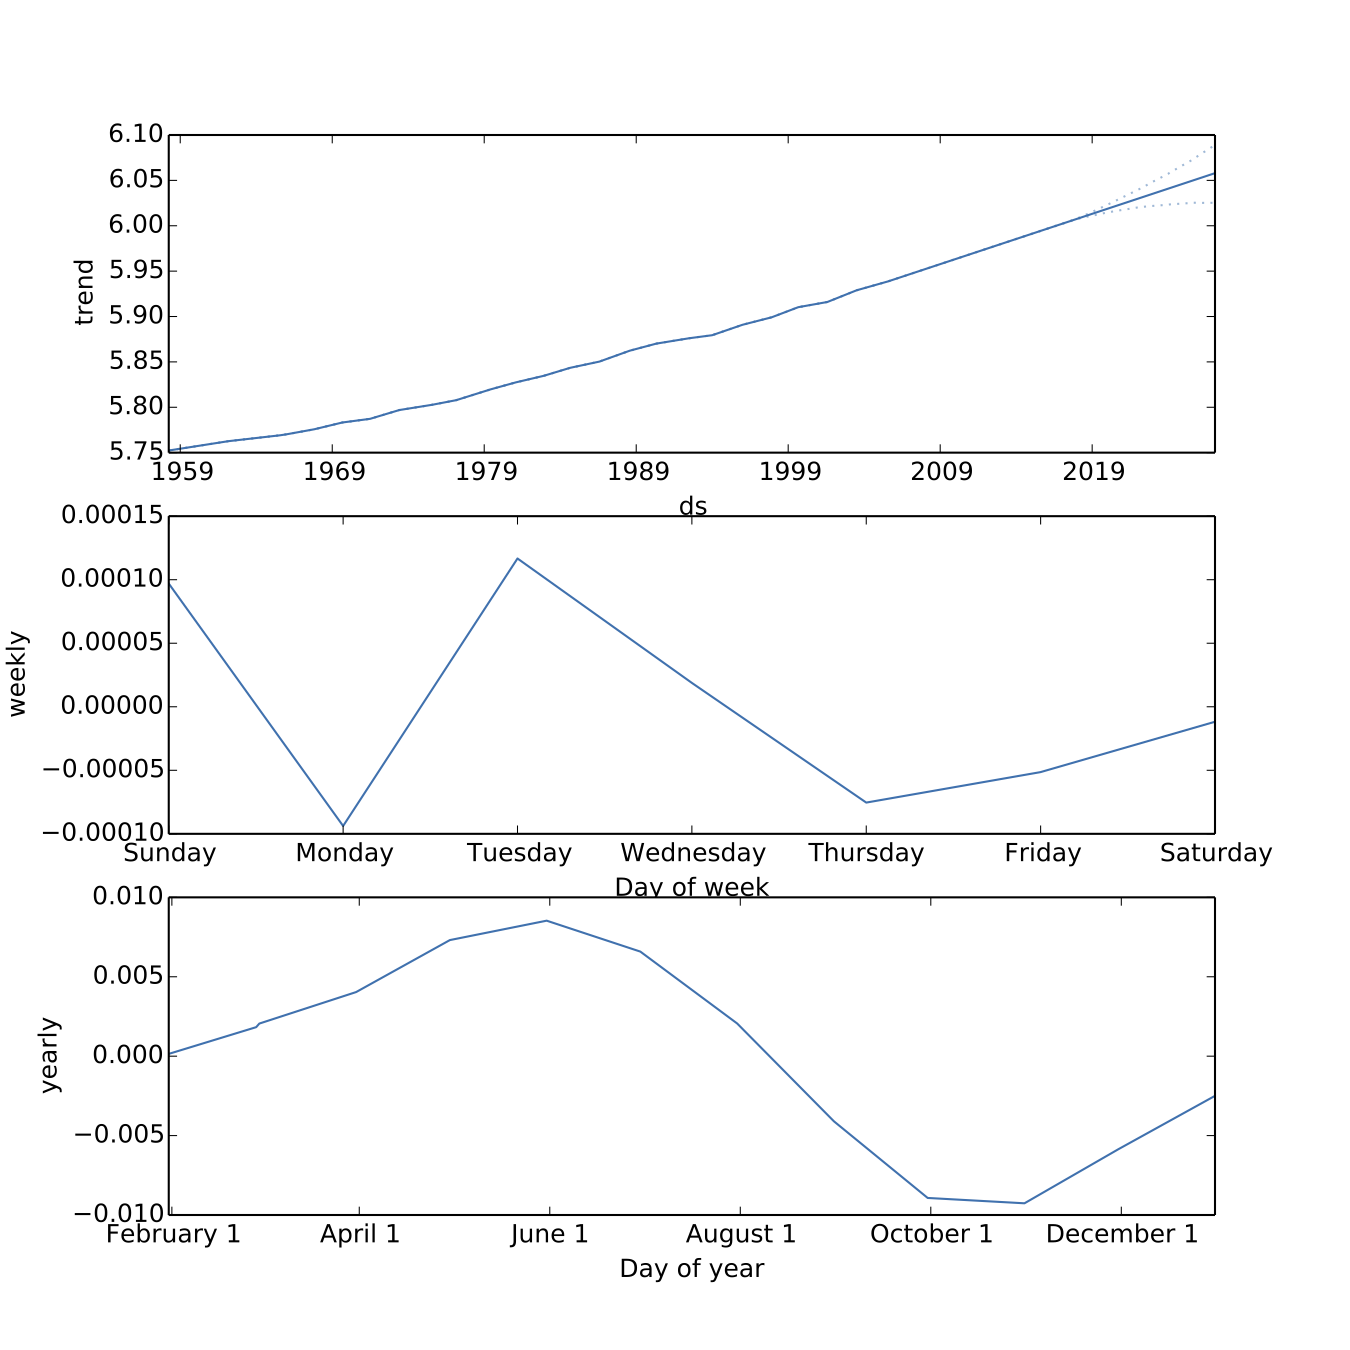 6.10
6.05
6.00
5.95
5.90
5.85
5.80
5.75
trend
1959 1969 1979 1989 1999 2009 2019
ds
0.00015
0.00010
0.00005
0.00000
−0.00005
−0.00010
weekly
Sunday Monday Tuesday Wednesday Thursday Friday Saturday
Day of week
0.010
0.005
0.000
−0.005
−0.010
yearly
February 1 April 1 June 1 August 1 October 1 December 1
Day of year